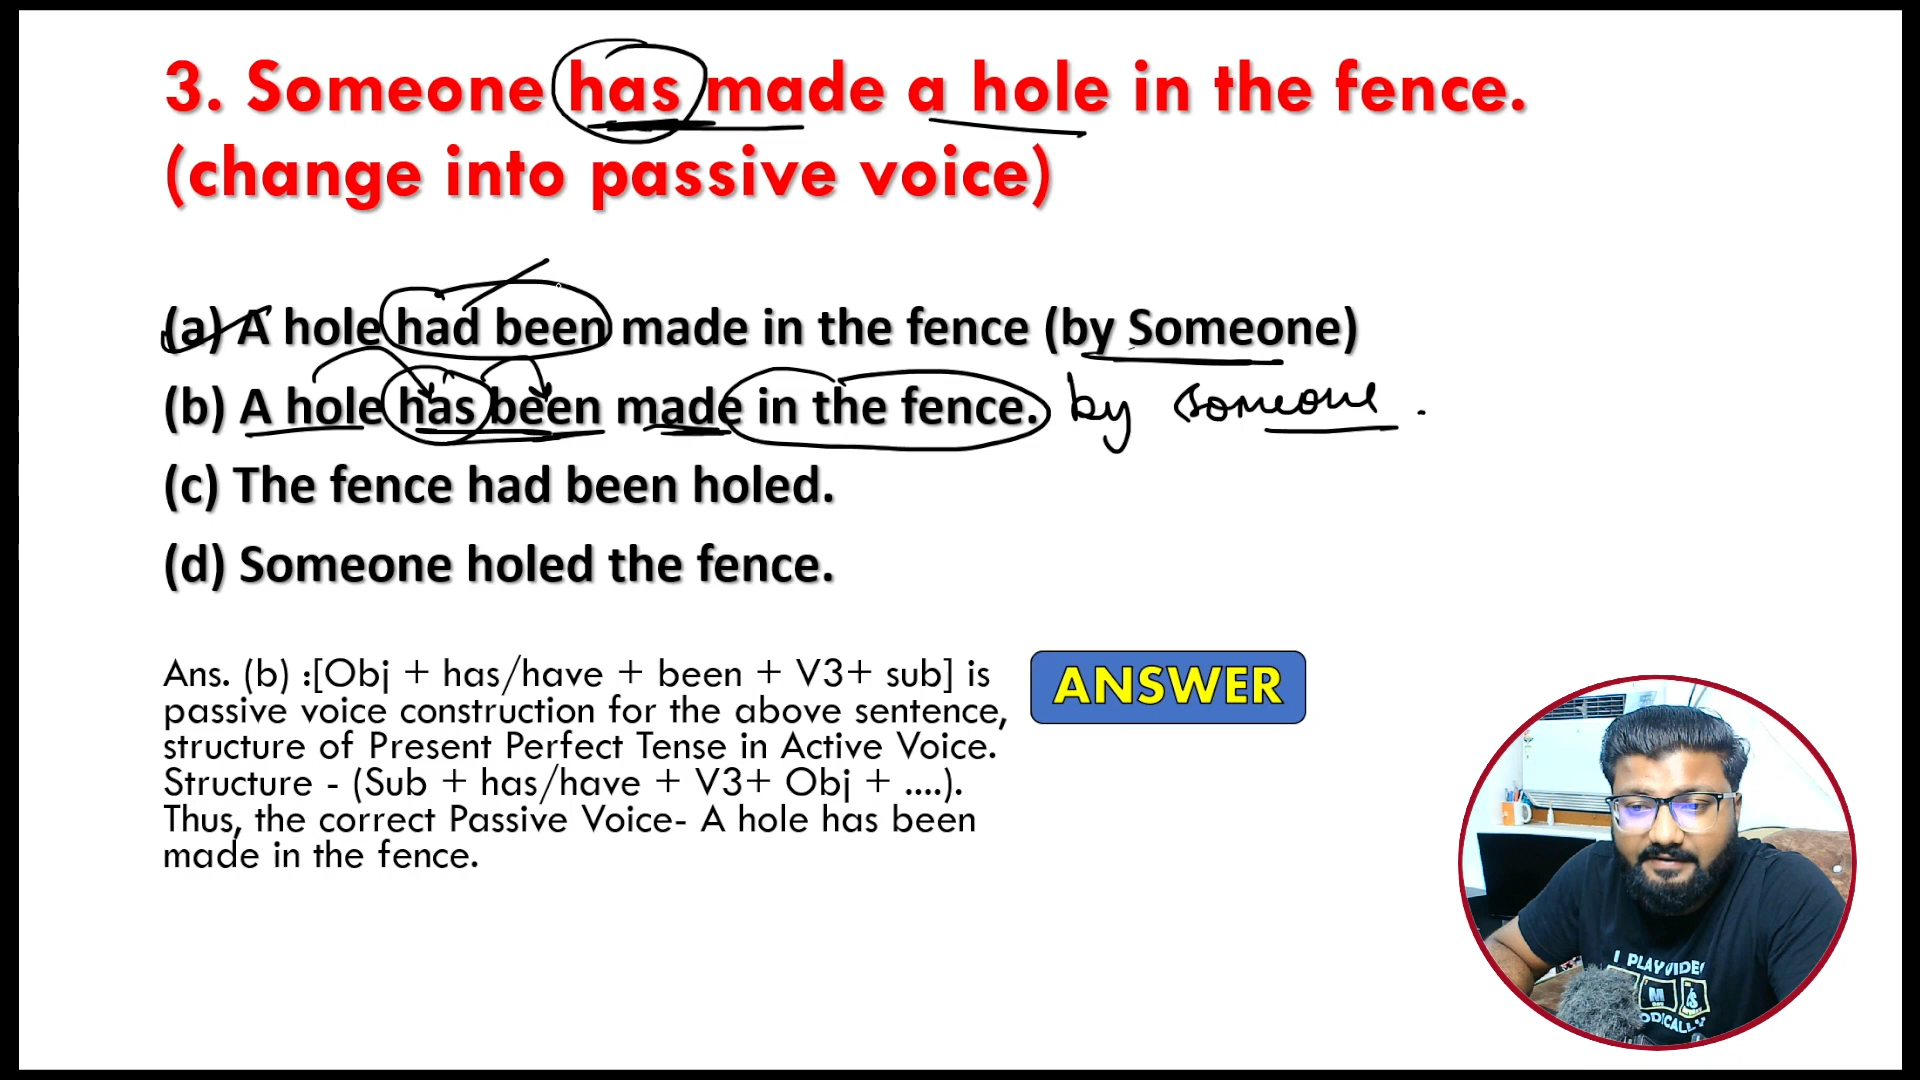 3. Someone has made a hole in the fence.
(change into passive voice)
(a) A hole had been made in the fence (by Someone)
(b) A hole has been made in the fence. by someone.
(c) The fence had been holed.
(d) Someone holed the fence.
Ans. (b) :[Obj + has/have + been + V3+ sub] is
passive voice construction for the above sentence,
structure of Present Perfect Tense in Active Voice.
Structure - (Sub + has/have + V3+ Obj + ....).
Thus, the correct Passive Voice- A hole has been
made in the fence.
ANSWER
I PLAY VIDE
M